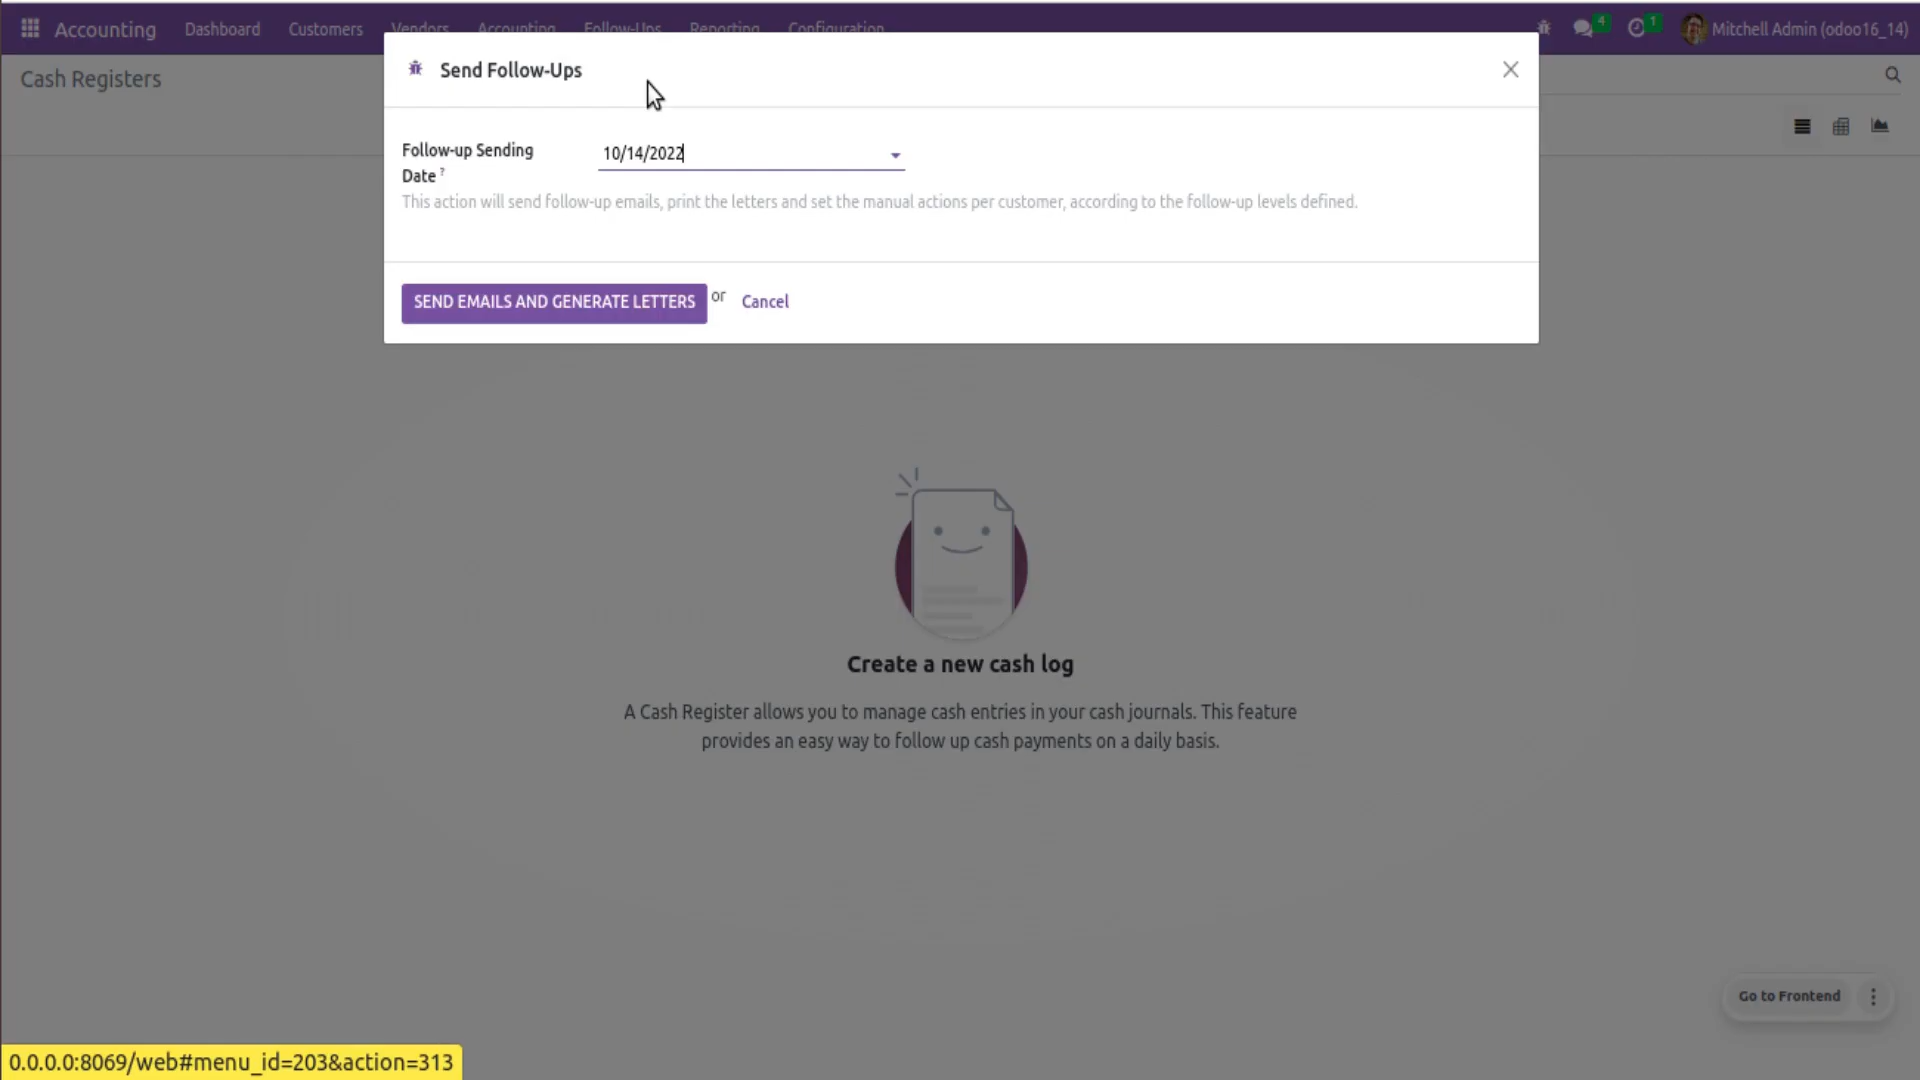 Accounting Dashboard Customers Vendors Accounting Follow-Ups Reporting Configuration 4 1 Mitchell Admin (odoo16_14)
Cash Registers
Send Follow-Ups
Follow-up Sending
Date ?
10/14/2022
This action will send follow-up emails, print the letters and set the manual actions per customer, according to the follow-up levels defined.
SEND EMAILS AND GENERATE LETTERS or Cancel
Create a new cash log
A Cash Register allows you to manage cash entries in your cash journals. This feature
provides an easy way to follow up cash payments on a daily basis.
Go to Frontend
0.0.0.0:8069/web#menu_id=203&action=313